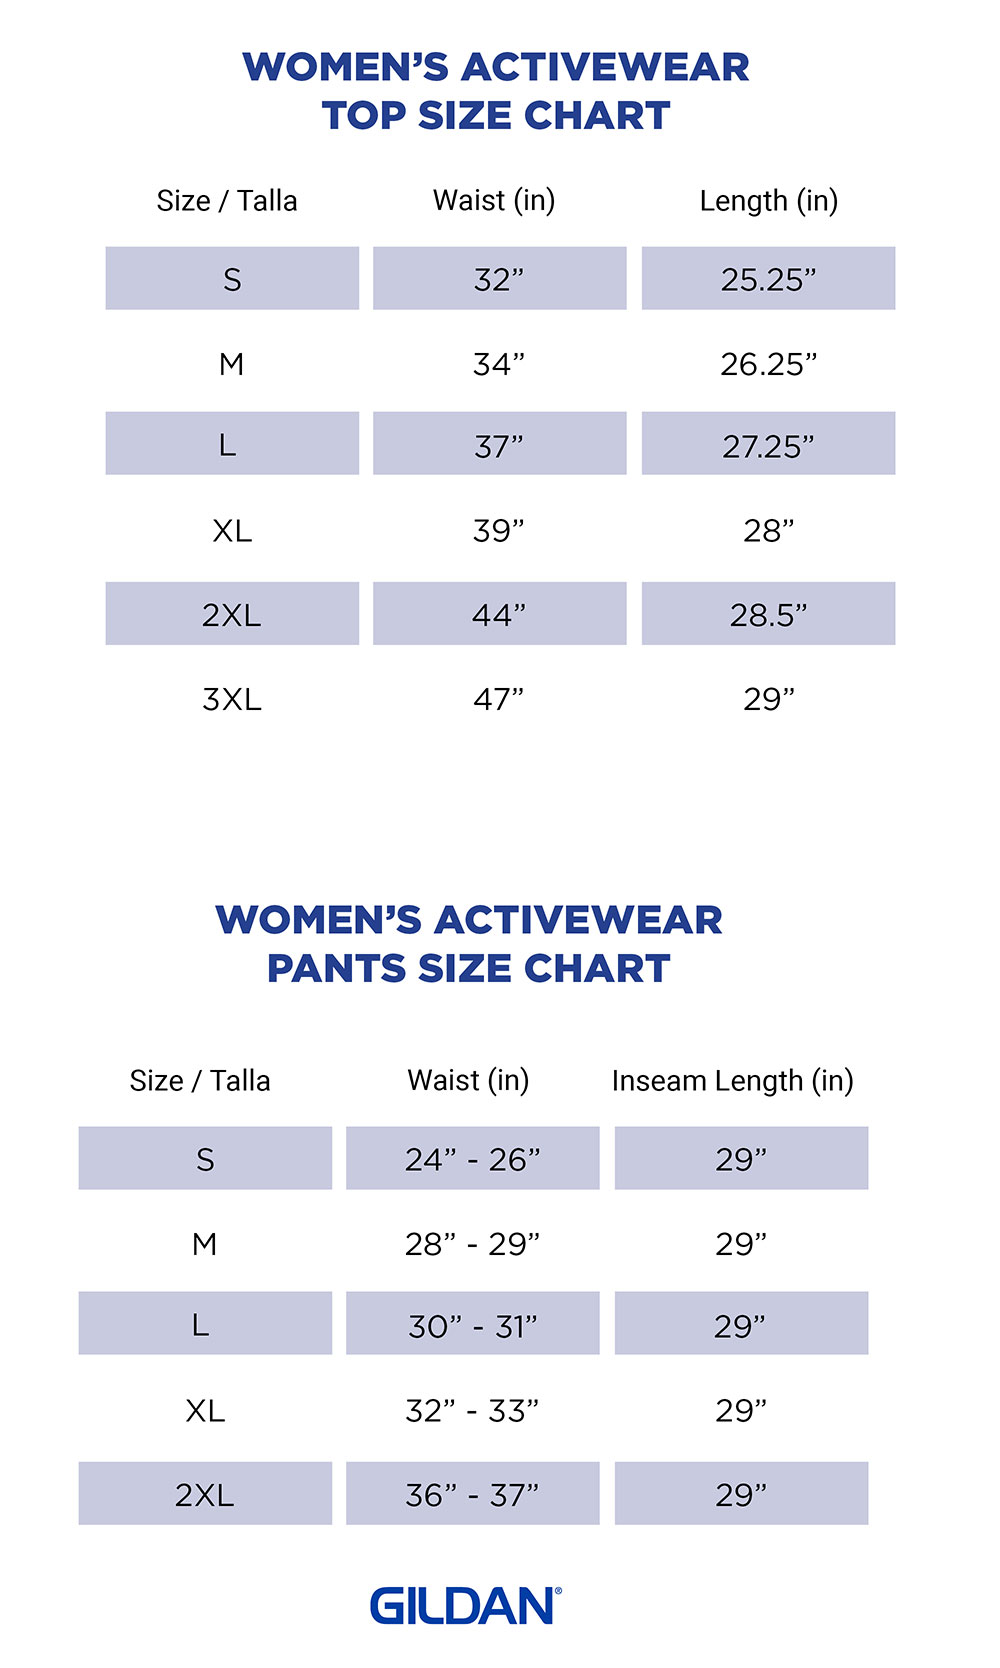 WOMEN’S ACTIVEWEAR
TOP SIZE CHART
Size / Talla Waist (in) Length (in)
S 32” 25.25”
M 34” 26.25”
L 37” 27.25”
XL 39” 28”
2XL 44” 28.5”
3XL 47” 29”
WOMEN’S ACTIVEWEAR
PANTS SIZE CHART
Size / Talla Waist (in) Inseam Length (in)
S 24” - 26” 29”
M 28” - 29” 29”
L 30” - 31” 29”
XL 32” - 33” 29”
2XL 36” - 37” 29”
GILDAN®